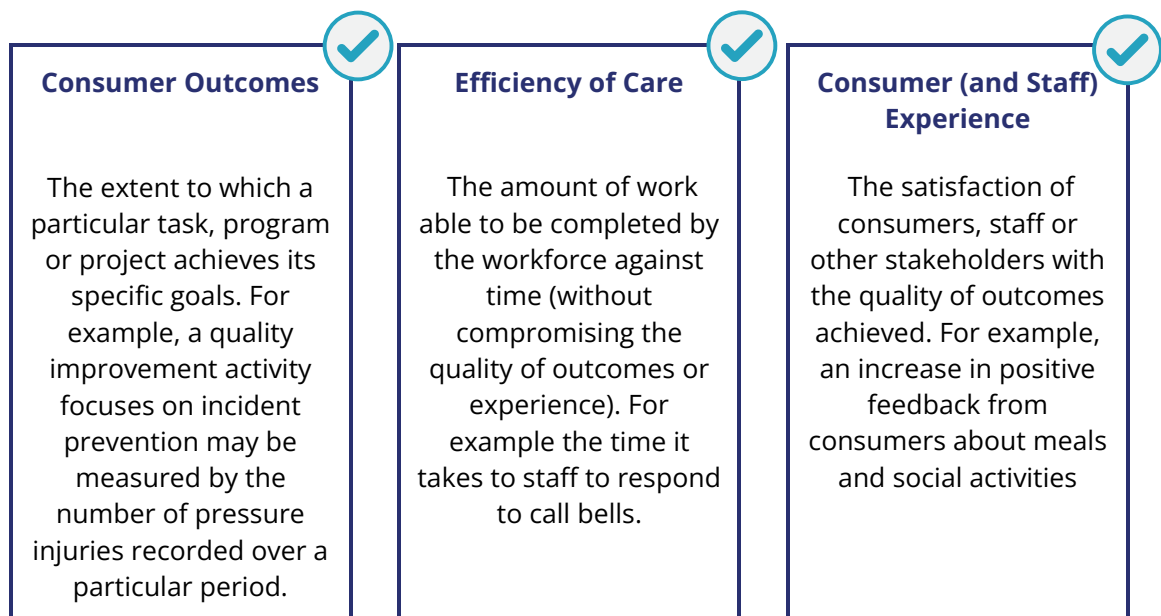 Consumer Outcomes
The extent to which a
particular task, program
or project achieves its
specific goals. For
example, a quality
improvement activity
focuses on incident
prevention may be
measured by the
number of pressure
injuries recorded over a
particular period.
Efficiency of Care
The amount of work
able to be completed by
the workforce against
time (without
compromising the
quality of outcomes or
experience). For
example the time it
takes to staff to respond
to call bells.
Consumer (and Staff)
Experience
The satisfaction of
consumers, staff or
other stakeholders with
the quality of outcomes
achieved. For example,
an increase in positive
feedback from
consumers about meals
and social activities